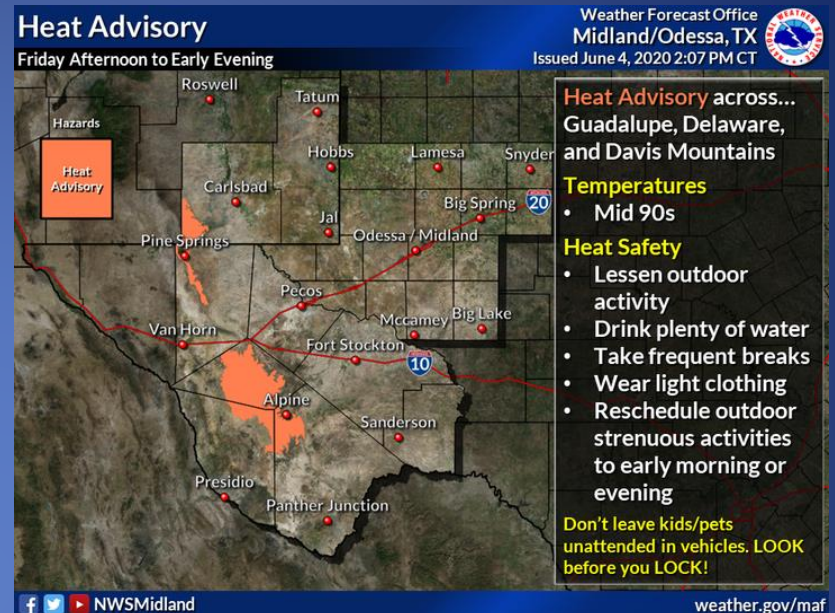 Heat Advisory
Friday Afternoon to Early Evening
Weather Forecast Office
Midland/Odessa, TX
Issued June 4, 2020 2:07 PM CT
NATIONAL WEATHER SERVICE
Hazards
Heat
Advisory
Roswell
Tatum
Hobbs
Lamesa
Snyder
Carlsbad
Jal
Big Spring
20
Pine Springs
Odessa / Midland
Pecos
Van Horn
Mccamey
Big Lake
Fort Stockton
10
Alpine
Sanderson
Presidio
Panther Junction
Heat Advisory across...
Guadalupe, Delaware,
and Davis Mountains
Temperatures
• Mid 90s
Heat Safety
• Lessen outdoor
activity
• Drink plenty of water
• Take frequent breaks
• Wear light clothing
• Reschedule outdoor
strenuous activities
to early morning or
evening
Don't leave kids/pets
unattended in vehicles. LOOK
before you LOCK!
NWSMidland
weather.gov/maf